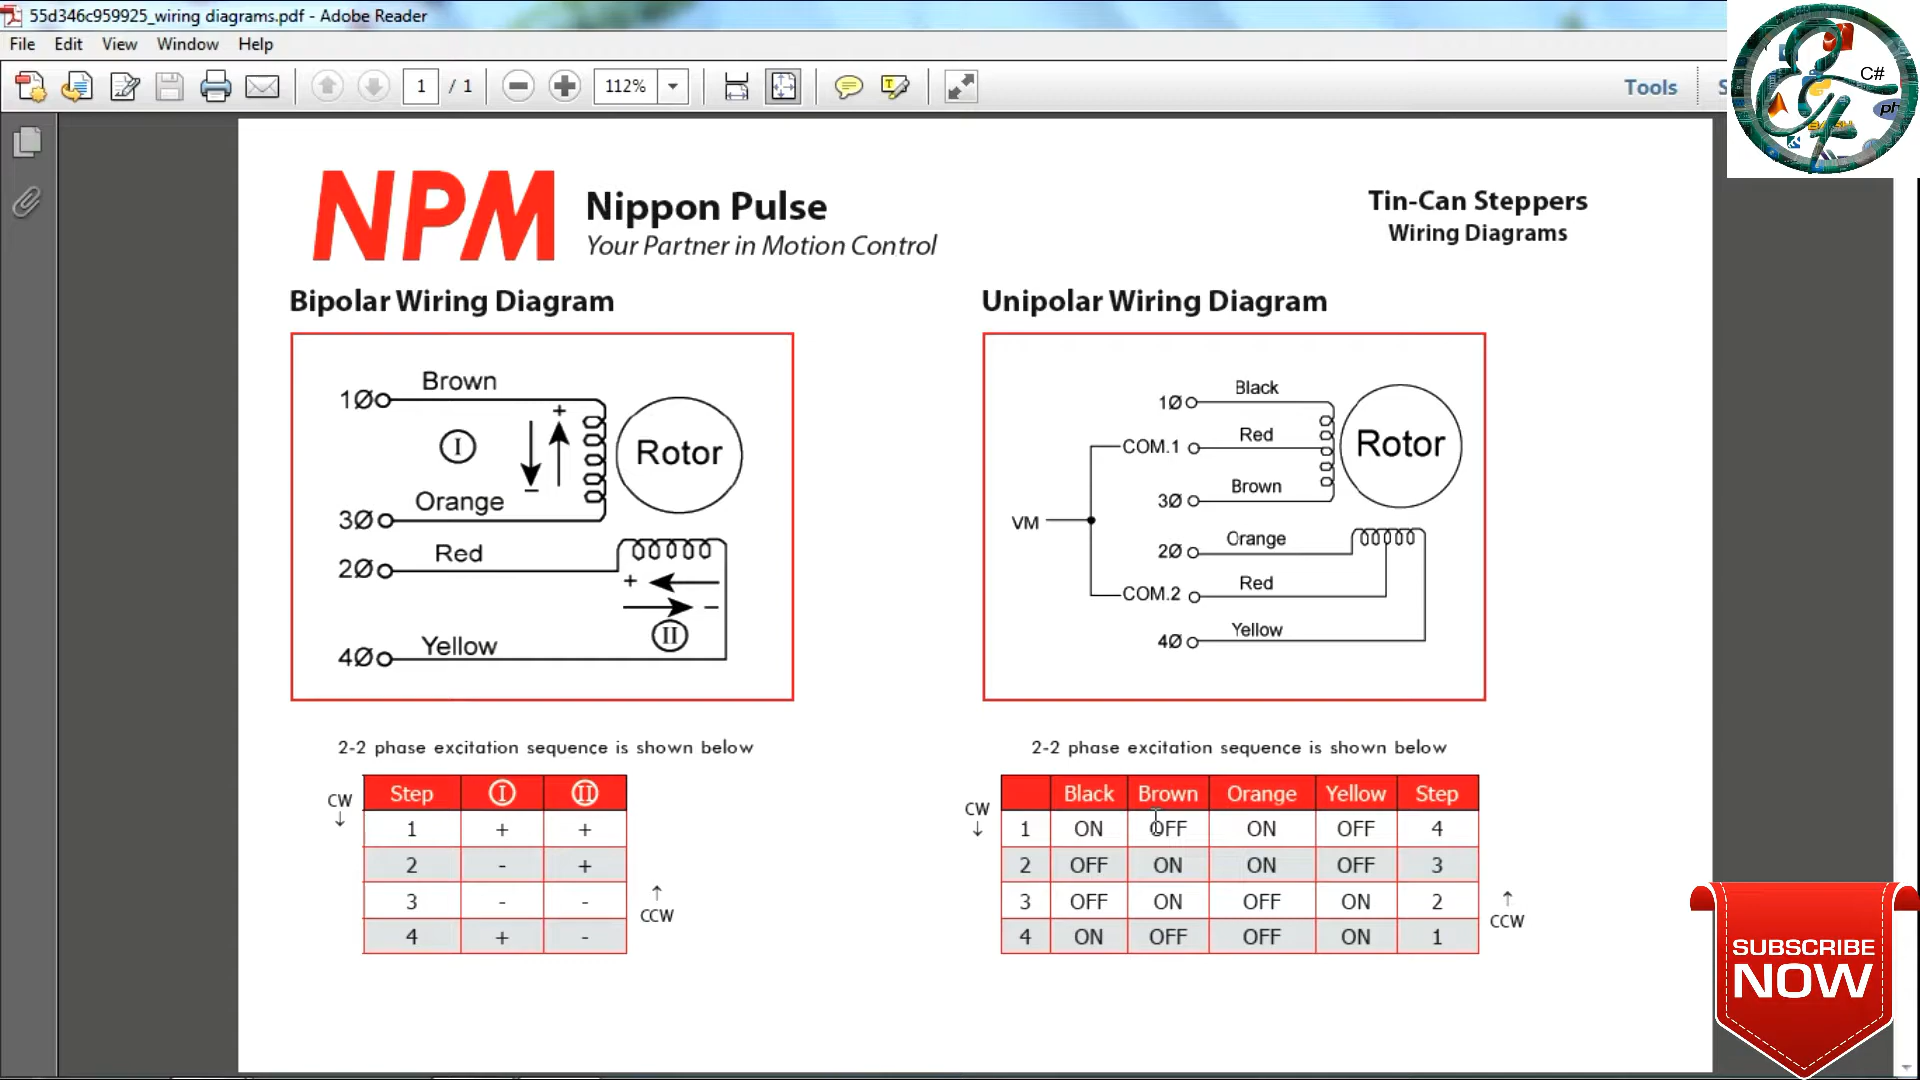 55d346c959925_wiring diagrams.pdf - Adobe Reader
File Edit View Window Help
1 / 1 112% Tools
C#
NPM
Nippon Pulse
Your Partner in Motion Control
Tin-Can Steppers
Wiring Diagrams
Bipolar Wiring Diagram
1Ø Brown
+
I
Rotor
−
3Ø Orange
2Ø Red
+
−
II
4Ø Yellow
2-2 phase excitation sequence is shown below
CW ↓
Step I II
1 + +
2 - +
3 - -
4 + -
↑ CCW
Unipolar Wiring Diagram
1Ø Black
COM.1 Red
Rotor
3Ø Brown
VM
2Ø Orange
COM.2 Red
4Ø Yellow
2-2 phase excitation sequence is shown below
CW ↓
Black Brown Orange Yellow Step
1 ON OFF ON OFF 4
2 OFF ON ON OFF 3
3 OFF ON OFF ON 2
4 ON OFF OFF ON 1
↑ CCW
SUBSCRIBE
NOW